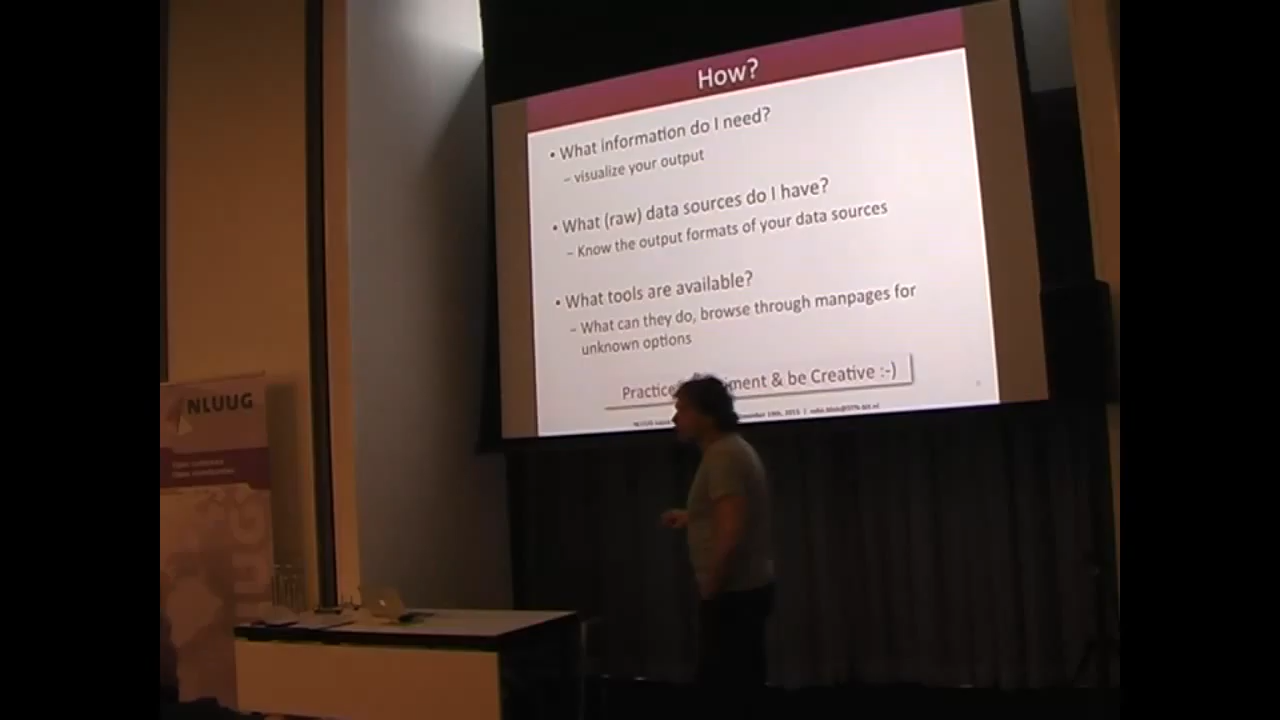 How?
• What information do I need?
– visualize your output
• What (raw) data sources do I have?
– Know the output formats of your data sources
• What tools are available?
– What can they do, browse through manpages for
unknown options
Practice & be Creative :-)
NLUUG
NLUUG